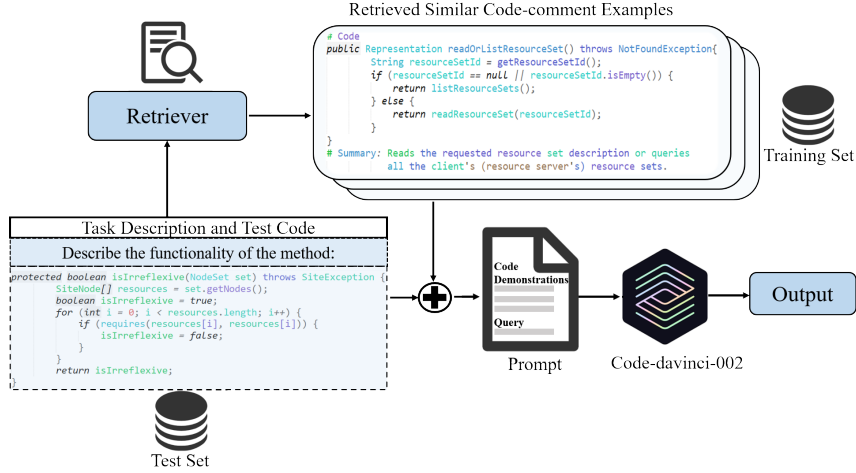 Retrieved Similar Code-comment Examples
# Code
public Representation readOrListResourceSet() throws NotFoundException{
String resourceSetId = getResourceSetId();
if (resourceSetId == null || resourceSetId.isEmpty()) {
return listResourceSets();
} else {
return readResourceSet(resourceSetId);
}
}
# Summary: Reads the requested resource set description or queries
all the client's (resource server's) resource sets.
Retriever
Training Set
Task Description and Test Code
Describe the functionality of the method:
protected boolean isIrreflexive(NodeSet set) throws SiteException {
SiteNode[] resources = set.getNodes();
boolean isIrreflexive = true;
for (int i = 0; i < resources.length; i++) {
if (requires(resources[i], resources[i])) {
isIrreflexive = false;
}
}
return isIrreflexive;
}
Test Set
Code
Demonstrations
Query
Prompt
Code-davinci-002
Output